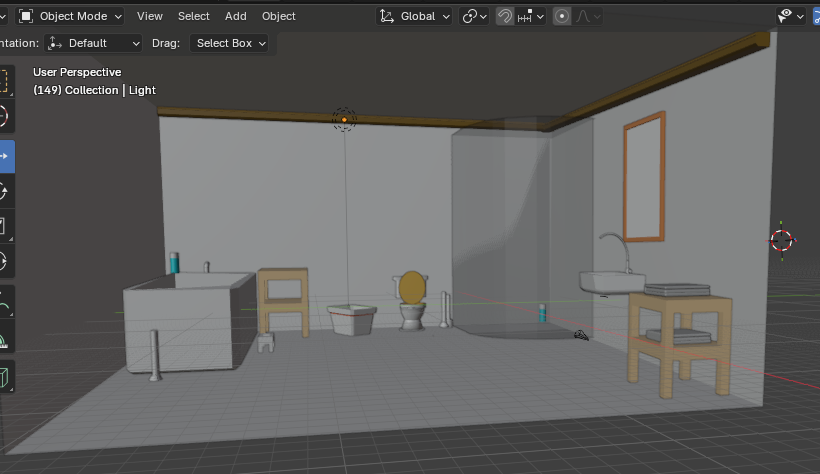 Object Mode View Select Add Object Global
ntation: Default Drag: Select Box
User Perspective
(149) Collection | Light